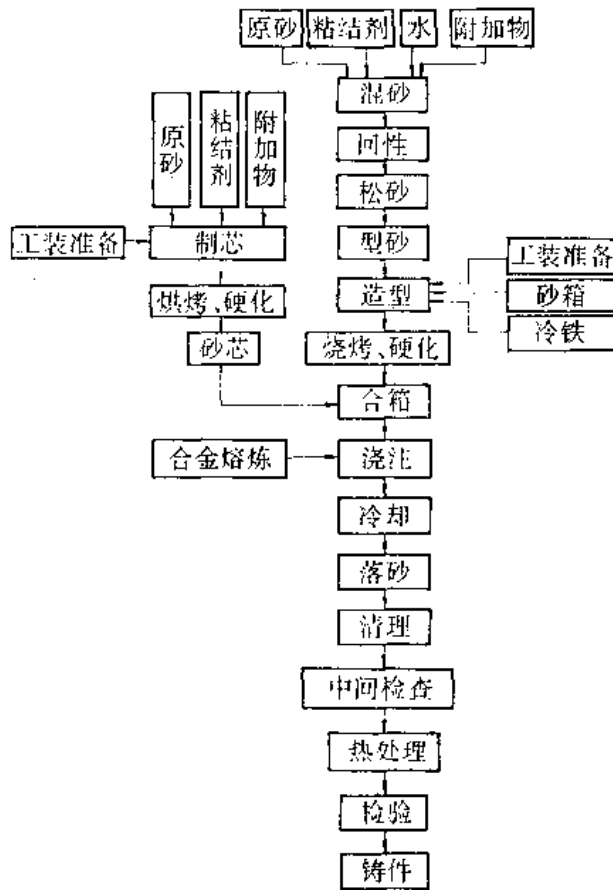 原砂 粘结剂 水 附加物
混砂
原砂
粘结剂
附加物
回性
松砂
工装准备 制芯 型砂
工装准备
烘烤、硬化 造型 砂箱
冷铁
砂芯 烧烤、硬化
合箱
合金熔炼 浇注
冷却
落砂
清理
中间检查
热处理
检验
铸件